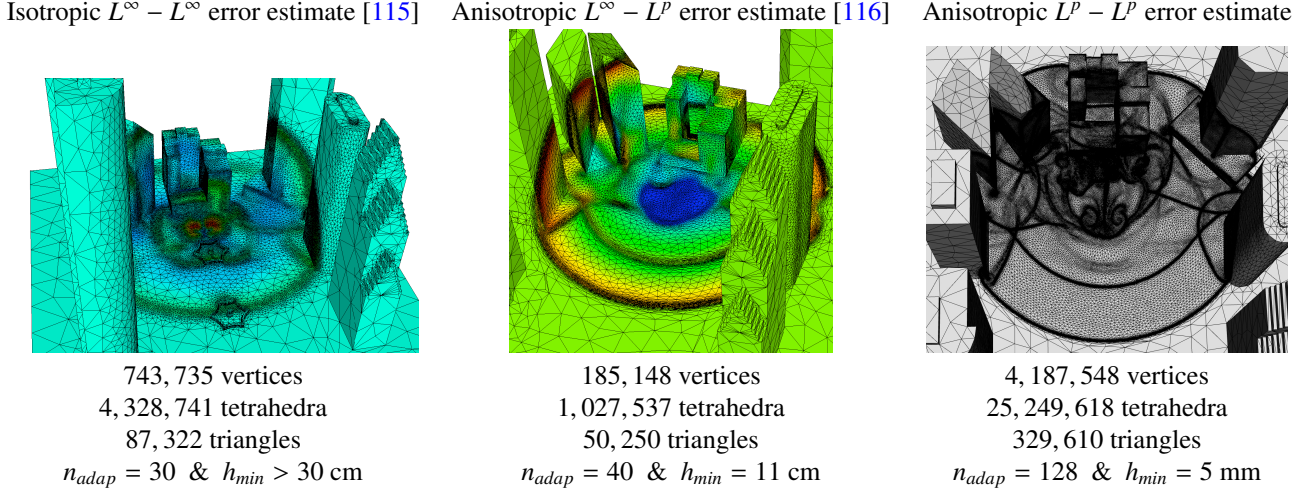 Isotropic L∞ − L∞ error estimate [115]
743, 735 vertices
4, 328, 741 tetrahedra
87, 322 triangles
n_adap = 30 & h_min > 30 cm
Anisotropic L∞ − Lᵖ error estimate [116]
185, 148 vertices
1, 027, 537 tetrahedra
50, 250 triangles
n_adap = 40 & h_min = 11 cm
Anisotropic Lᵖ − Lᵖ error estimate
4, 187, 548 vertices
25, 249, 618 tetrahedra
329, 610 triangles
n_adap = 128 & h_min = 5 mm